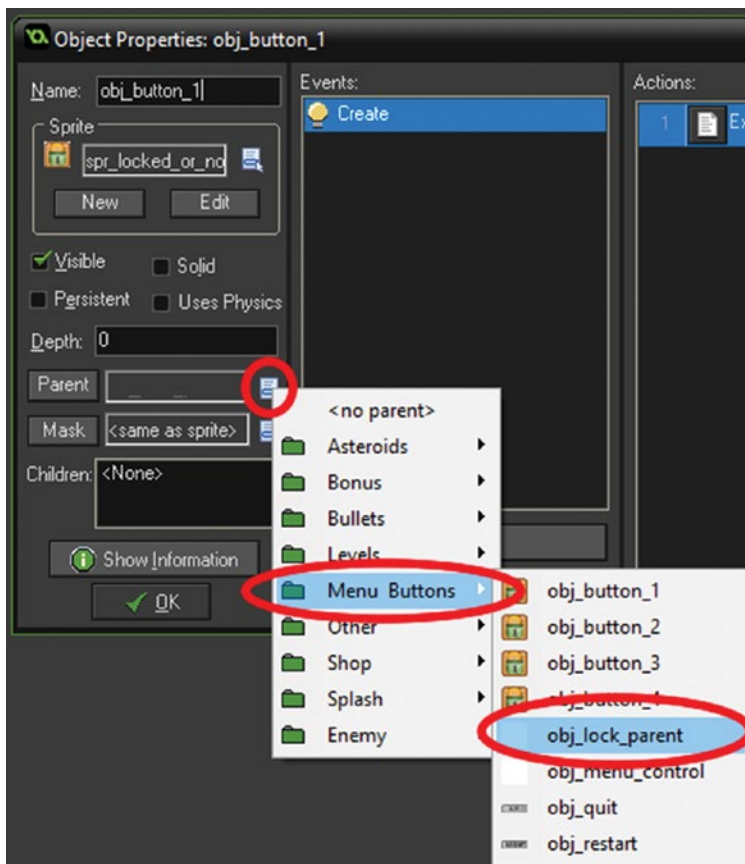 Object Properties: obj_button_1
Name: obj_button_1
Events:
Actions:
Create
1
Sprite
spr_locked_or_no
New Edit
Visible Solid
Persistent Uses Physics
Depth: 0
Parent
Mask <same as sprite>
Children: <None>
Show Information
OK
<no parent>
Asteroids
Bonus
Bullets
Levels
Menu Buttons
Other
Shop
Splash
Enemy
obj_button_1
obj_button_2
obj_button_3
obj_button_4
obj_lock_parent
obj_menu_control
obj_quit
obj_restart